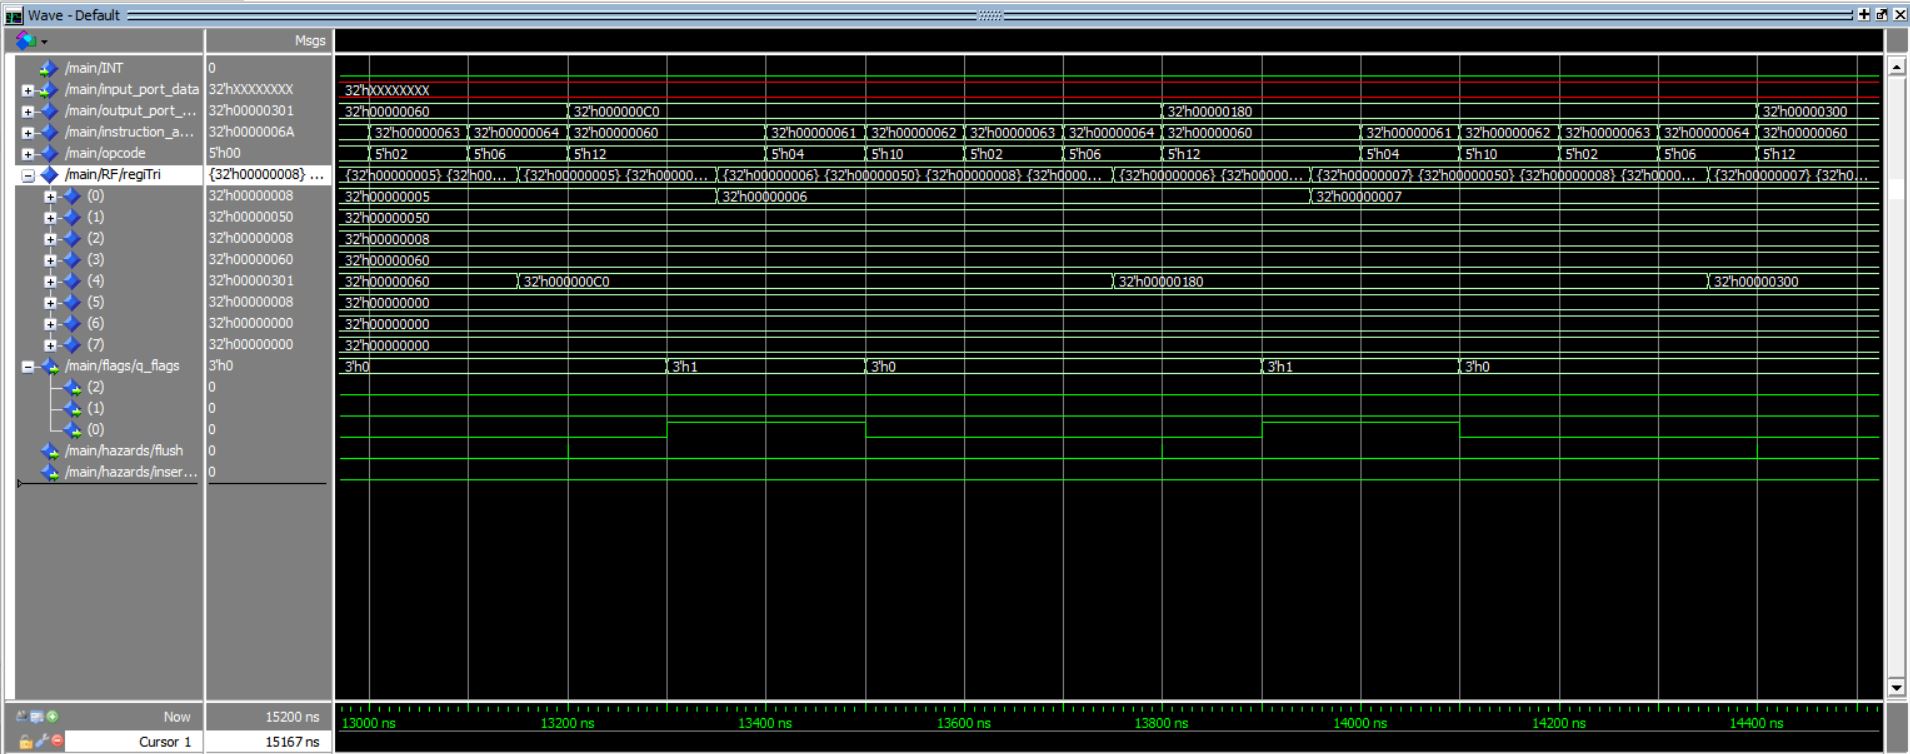 Wave - Default
Msgs
/main/INT 0
/main/input_port_data 32'hXXXXXXXX 32'hXXXXXXXX
/main/output_port_... 32'h00000301 32'h00000060 32'h000000C0 32'h00000180 32'h00000300
/main/instruction_a... 32'h0000006A 32'h00000063 32'h00000064 32'h00000060 32'h00000061 32'h00000062 32'h00000063 32'h00000064 32'h00000060 32'h00000061 32'h00000062 32'h00000063 32'h00000064 32'h00000060
/main/opcode 5'h00 5'h02 5'h06 5'h12 5'h04 5'h10 5'h02 5'h06 5'h12 5'h04 5'h10 5'h02 5'h06 5'h12
/main/RF/regiTri {32'h00000008} ... {32'h00000005} {32'h00... {32'h00000005} {32'h00000... {32'h00000006} {32'h00000050} {32'h00000008} {32'h0000... {32'h00000006} {32'h00000... {32'h00000007} {32'h00000050} {32'h00000008} {32'h0000... {32'h00000007} {32'h0...
(0) 32'h00000008 32'h00000005 32'h00000006 32'h00000007
(1) 32'h00000050 32'h00000050
(2) 32'h00000008 32'h00000008
(3) 32'h00000060 32'h00000060
(4) 32'h00000301 32'h00000060 32'h000000C0 32'h00000180 32'h00000300
(5) 32'h00000008 32'h00000000
(6) 32'h00000000 32'h00000000
(7) 32'h00000000 32'h00000000
/main/flags/q_flags 3'h0 3'h0 3'h1 3'h0 3'h1 3'h0
(2) 0
(1) 0
(0) 0
/main/hazards/flush 0
/main/hazards/inser... 0
Now 15200 ns 13000 ns 13200 ns 13400 ns 13600 ns 13800 ns 14000 ns 14200 ns 14400 ns
Cursor 1 15167 ns